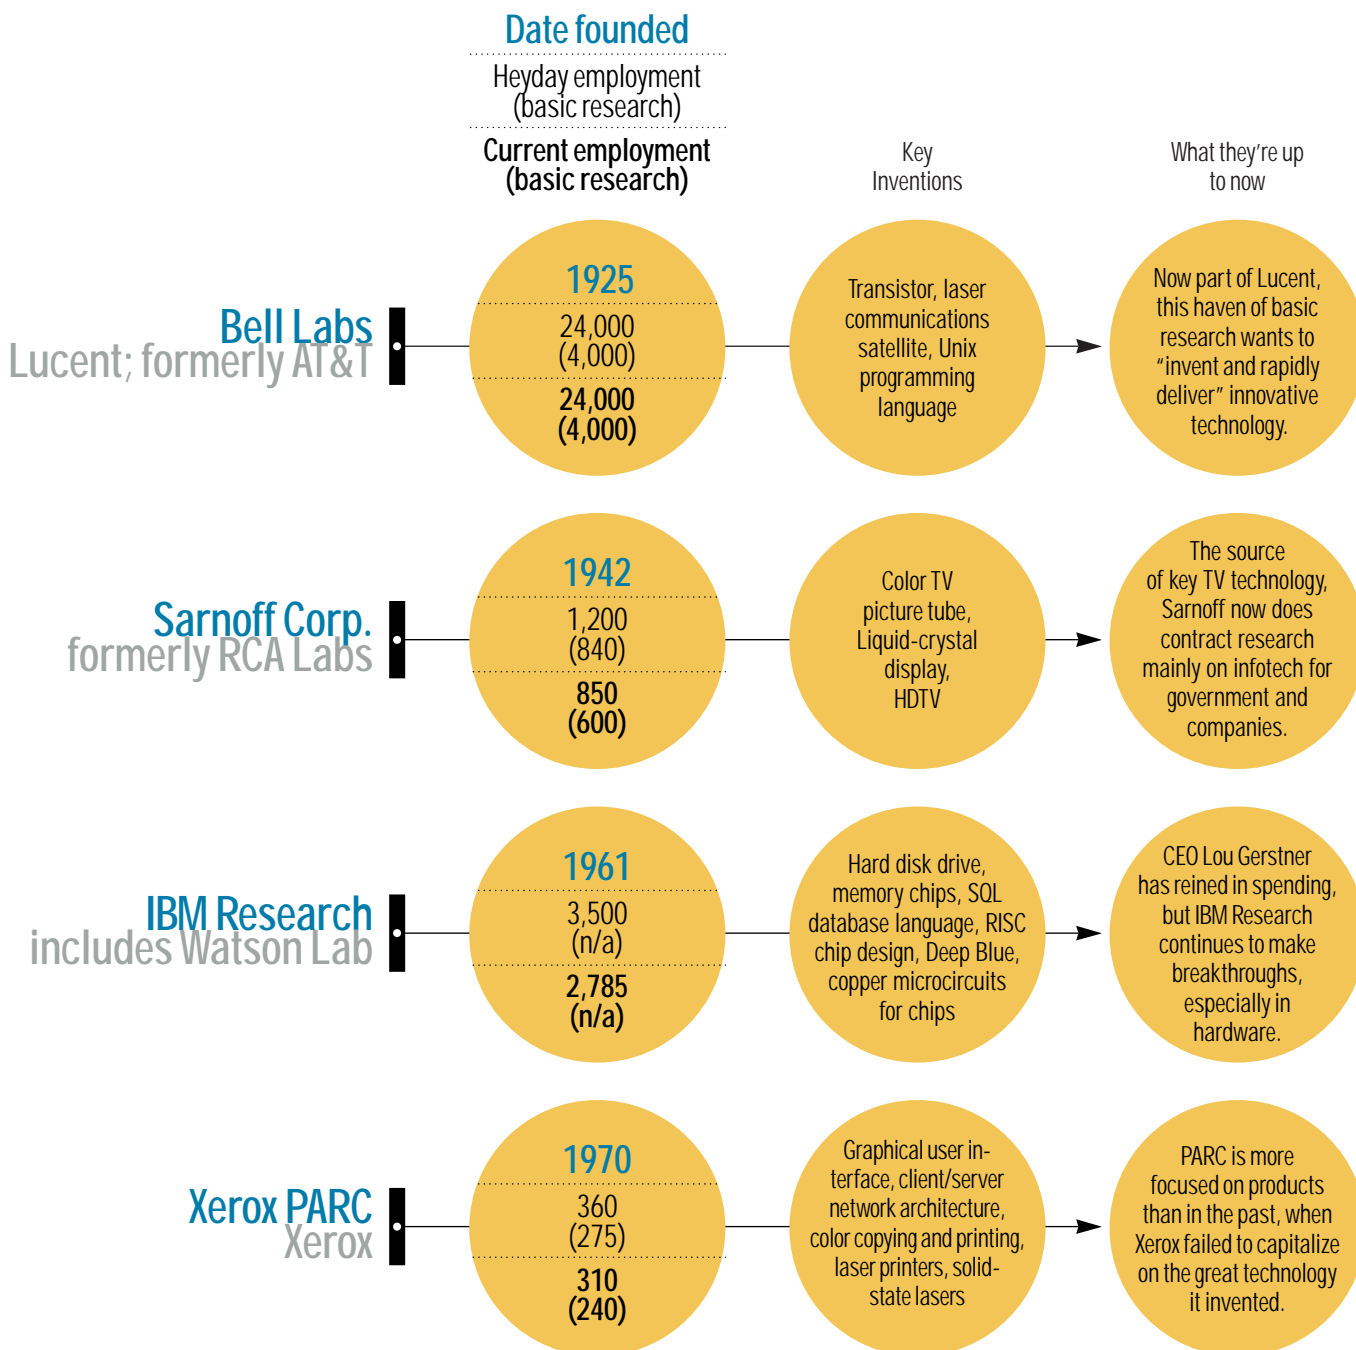 Date founded
Heyday employment
(basic research)
Current employment
(basic research)
Key
Inventions
What they're up
to now
Bell Labs
Lucent; formerly AT&T
1925
24,000
(4,000)
24,000
(4,000)
Transistor, laser
communications
satellite, Unix
programming
language
Now part of Lucent,
this haven of basic
research wants to
“invent and rapidly
deliver” innovative
technology.
Sarnoff Corp.
formerly RCA Labs
1942
1,200
(840)
850
(600)
Color TV
picture tube,
Liquid-crystal
display,
HDTV
The source
of key TV technology,
Sarnoff now does
contract research
mainly on infotech for
government and
companies.
IBM Research
includes Watson Lab
1961
3,500
(n/a)
2,785
(n/a)
Hard disk drive,
memory chips, SQL
database language, RISC
chip design, Deep Blue,
copper microcircuits
for chips
CEO Lou Gerstner
has reined in spending,
but IBM Research
continues to make
breakthroughs,
especially in
hardware.
Xerox PARC
Xerox
1970
360
(275)
310
(240)
Graphical user in-
terface, client/server
network architecture,
color copying and printing,
laser printers, solid-
state lasers
PARC is more
focused on products
than in the past, when
Xerox failed to capitalize
on the great technology
it invented.